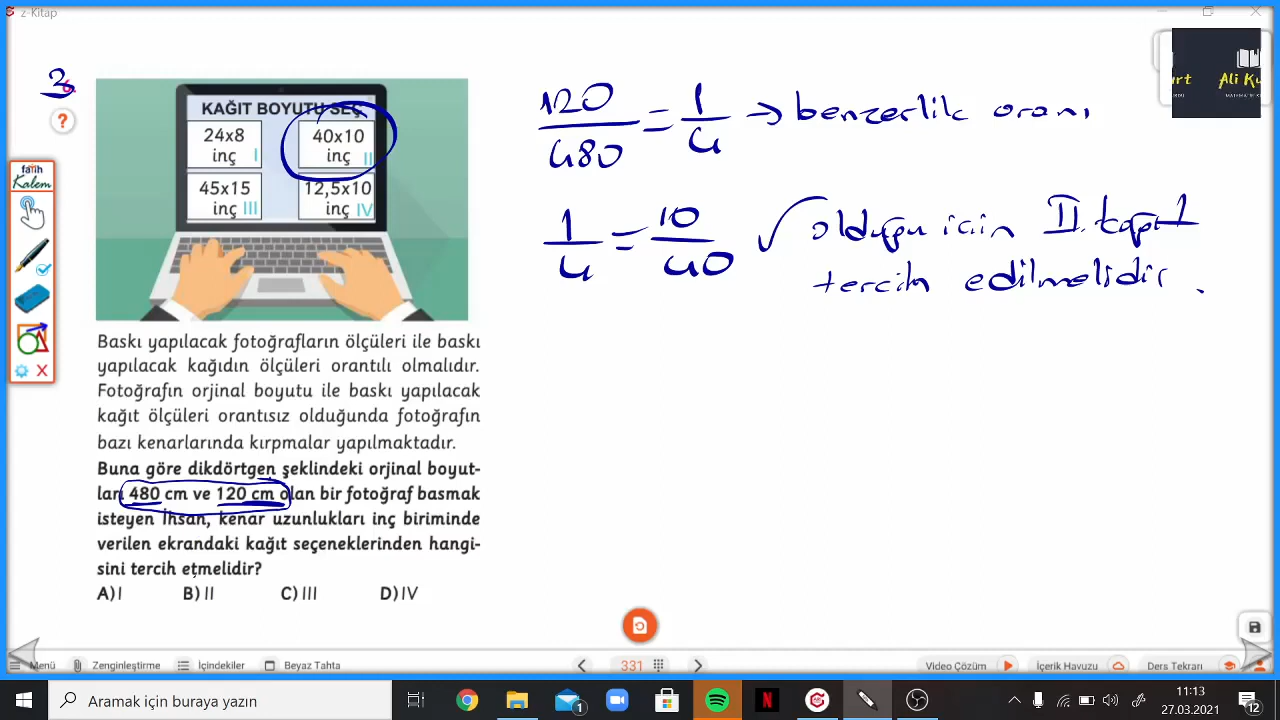 z-Kitap
3
?
fatih
Kalem
KAĞIT BOYUTU SEÇ
24x8
inç I
40x10
inç II
45x15
inç III
12,5x10
inç IV
Baskı yapılacak fotoğrafların ölçüleri ile baskı
yapılacak kağıdın ölçüleri orantılı olmalıdır.
Fotoğrafın orjinal boyutu ile baskı yapılacak
kağıt ölçüleri orantısız olduğunda fotoğrafın
bazı kenarlarında kırpmalar yapılmaktadır.
Buna göre dikdörtgen şeklindeki orjinal boyut-
ları 480 cm ve 120 cm olan bir fotoğraf basmak
isteyen İhsan, kenar uzunlukları inç biriminde
verilen ekrandaki kağıt seçeneklerinden hangi-
sini tercih etmelidir?
A) I B) II C) III D) IV
120/480 = 1/4 → benzerlik oranı
1/4 = 10/40 ✓ olduğu için II. kağıt
tercih edilmelidir.
Ali Ku
Menü Zenginleştirme İçindekiler Beyaz Tahta 331 Video Çözüm İçerik Havuzu Ders Tekrarı
Aramak için buraya yazın
1
11:13
27.03.2021
12